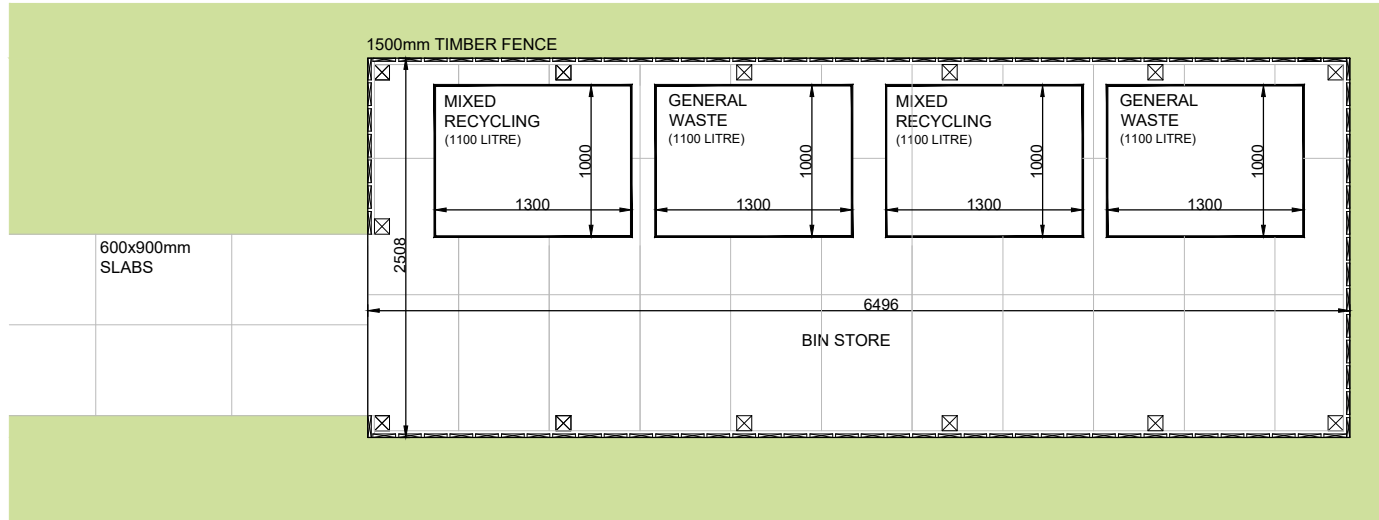 1500mm TIMBER FENCE
MIXED
RECYCLING
(1100 LITRE)
1000
1300
GENERAL
WASTE
(1100 LITRE)
1000
1300
MIXED
RECYCLING
(1100 LITRE)
1000
1300
GENERAL
WASTE
(1100 LITRE)
1000
1300
600x900mm
SLABS
2508
6496
BIN STORE